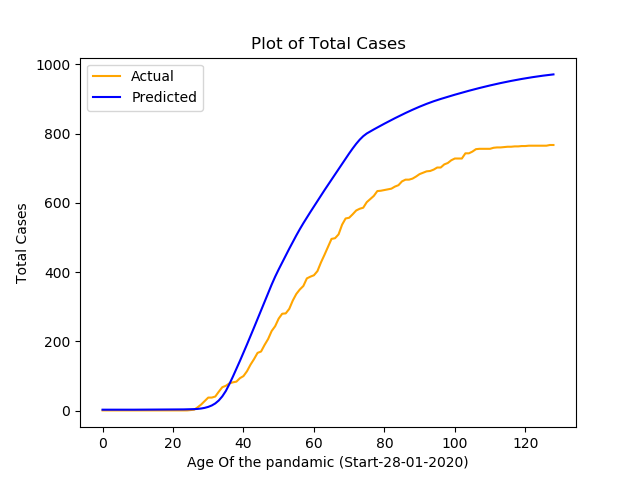 Plot of Total Cases
Actual
Predicted
1000
800
600
400
200
0
Total Cases
0 20 40 60 80 100 120
Age Of the pandamic (Start-28-01-2020)